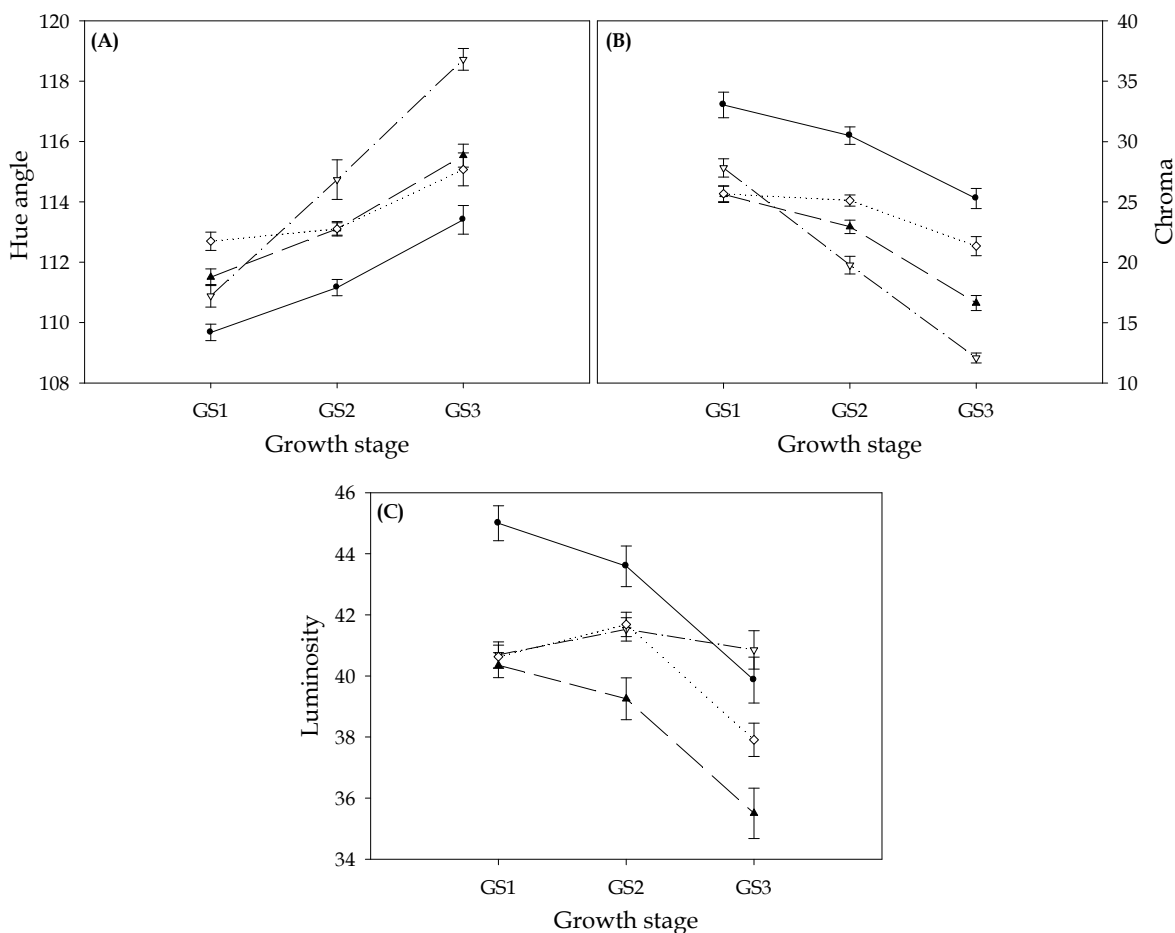 (A)
120
118
116
114
112
110
108
Hue angle
GS1 GS2 GS3
Growth stage
(B)
40
35
30
25
20
15
10
Chroma
GS1 GS2 GS3
Growth stage
(C)
46
44
42
40
38
36
34
Luminosity
GS1 GS2 GS3
Growth stage